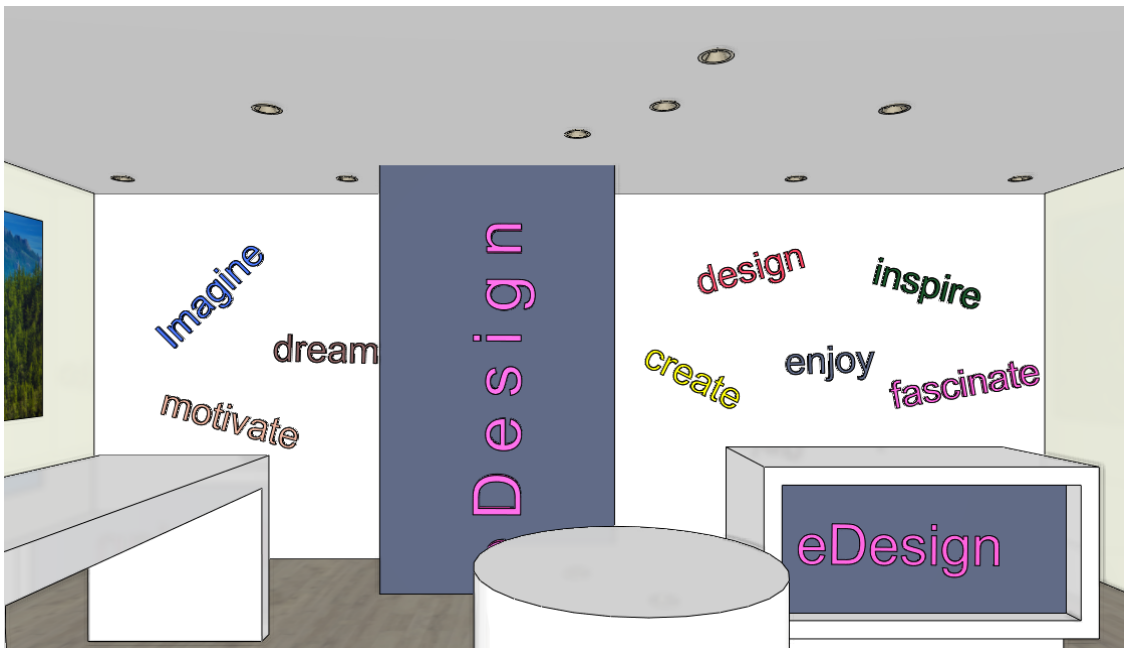 Imagine
dream
motivate
eDesign
design
inspire
create
enjoy
fascinate
eDesign